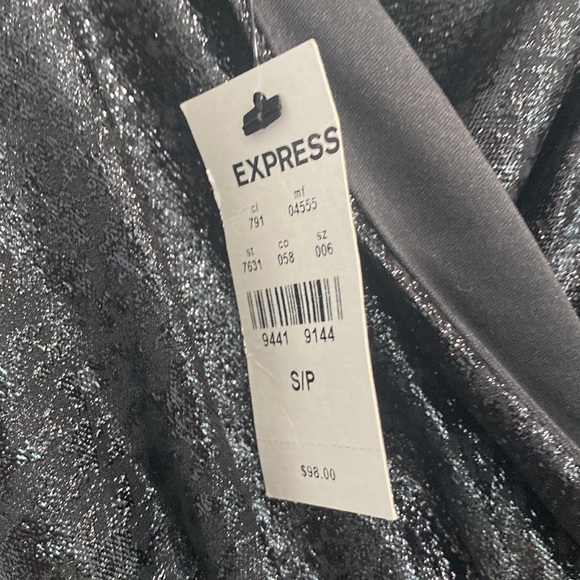 EXPRESS
cl mf
791 04555
st co sz
7631 058 006
9441 9144
S/P
$98.00